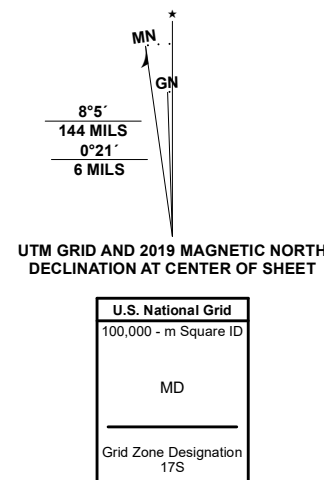 ★
MN
GN
8°5´
144 MILS
0°21´
6 MILS
UTM GRID AND 2019 MAGNETIC NORTH
DECLINATION AT CENTER OF SHEET
U.S. National Grid
100,000 - m Square ID
MD
Grid Zone Designation
17S